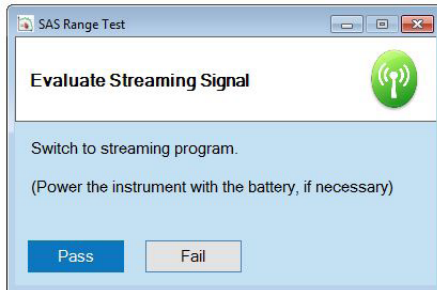 SAS Range Test
Evaluate Streaming Signal
Switch to streaming program.
(Power the instrument with the battery, if necessary)
Pass
Fail